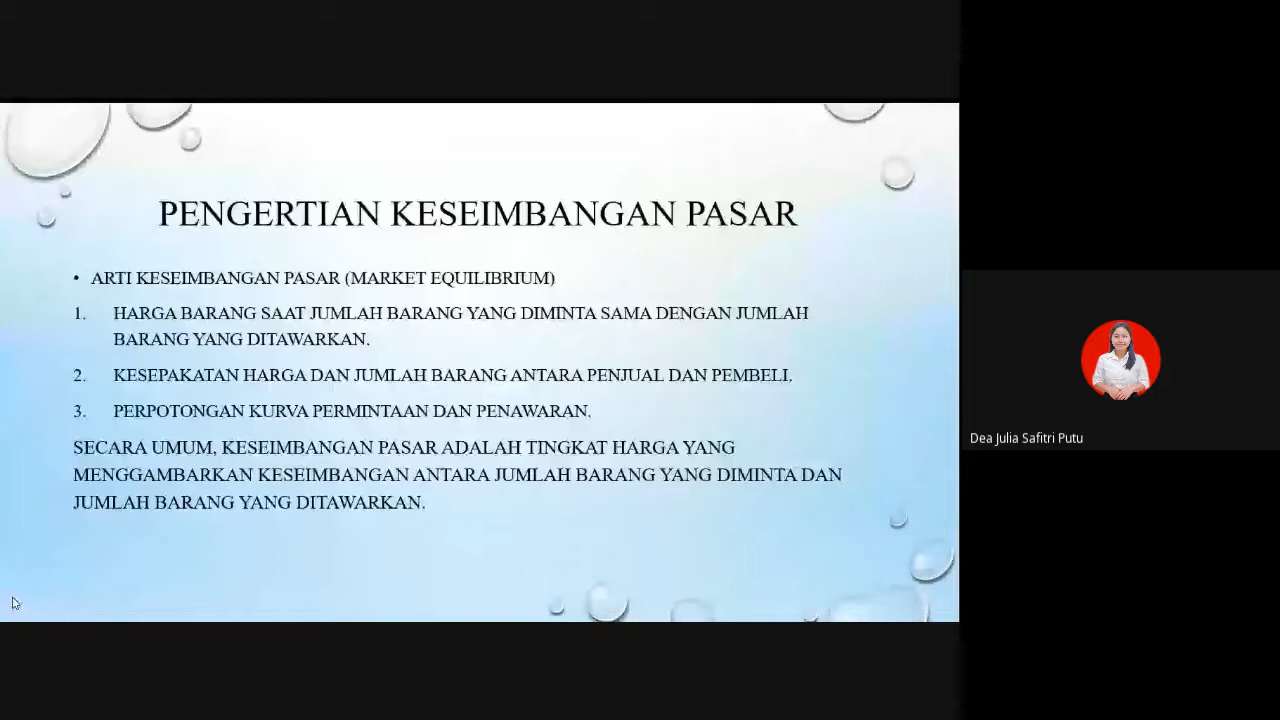 PENGERTIAN KESEIMBANGAN PASAR
• ARTI KESEIMBANGAN PASAR (MARKET EQUILIBRIUM)
1. HARGA BARANG SAAT JUMLAH BARANG YANG DIMINTA SAMA DENGAN JUMLAH
BARANG YANG DITAWARKAN.
2. KESEPAKATAN HARGA DAN JUMLAH BARANG ANTARA PENJUAL DAN PEMBELI.
3. PERPOTONGAN KURVA PERMINTAAN DAN PENAWARAN.
SECARA UMUM, KESEIMBANGAN PASAR ADALAH TINGKAT HARGA YANG
MENGGAMBARKAN KESEIMBANGAN ANTARA JUMLAH BARANG YANG DIMINTA DAN
JUMLAH BARANG YANG DITAWARKAN.
Dea Julia Safitri Putu